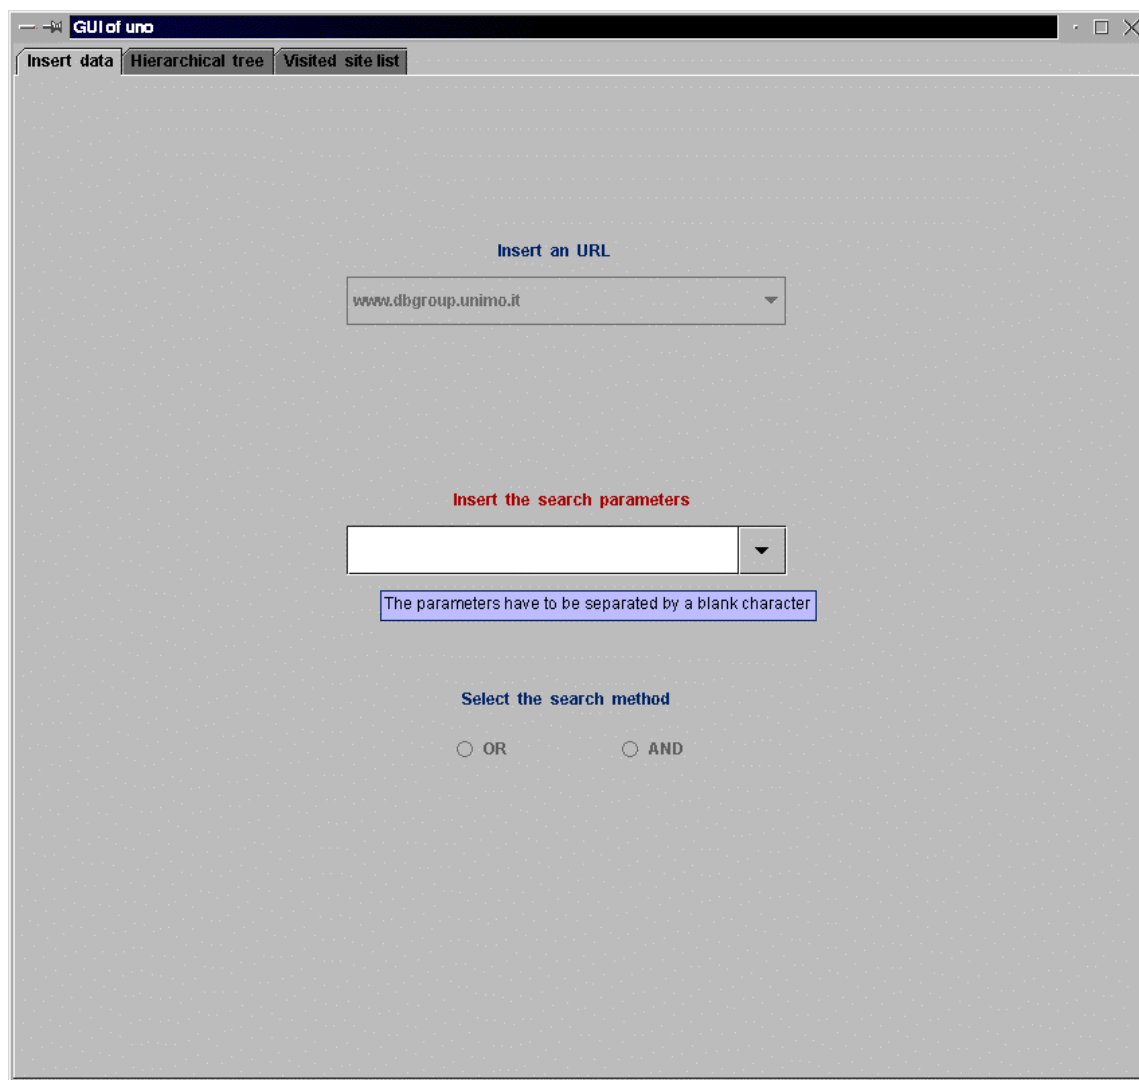 GUI of uno
Insert data Hierarchical tree Visited site list
Insert an URL
www.dbgroup.unimo.it
Insert the search parameters
The parameters have to be separated by a blank character
Select the search method
OR AND